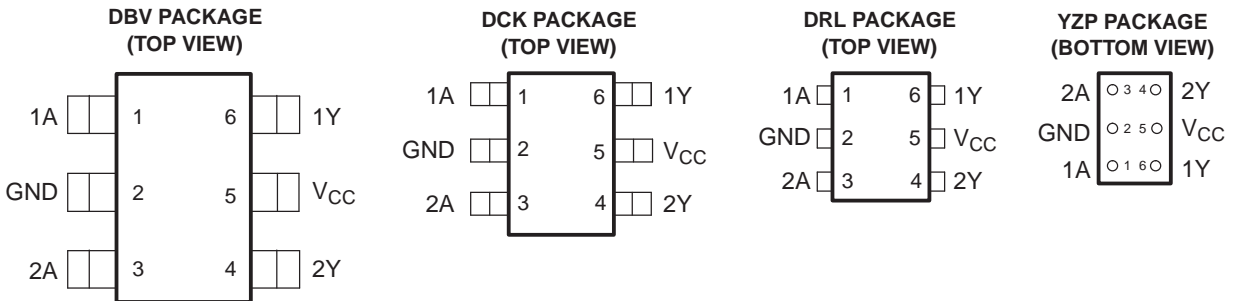 DBV PACKAGE
(TOP VIEW)
1A 1 6 1Y
GND 2 5 VCC
2A 3 4 2Y
DCK PACKAGE
(TOP VIEW)
1A 1 6 1Y
GND 2 5 VCC
2A 3 4 2Y
DRL PACKAGE
(TOP VIEW)
1A 1 6 1Y
GND 2 5 VCC
2A 3 4 2Y
YZP PACKAGE
(BOTTOM VIEW)
2A 3 4 2Y
GND 2 5 VCC
1A 1 6 1Y